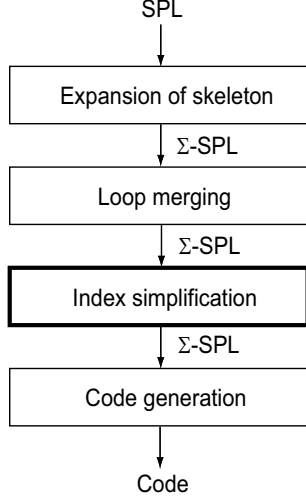 SPL
Expansion of skeleton
Σ-SPL
Loop merging
Σ-SPL
Index simplification
Σ-SPL
Code generation
Code